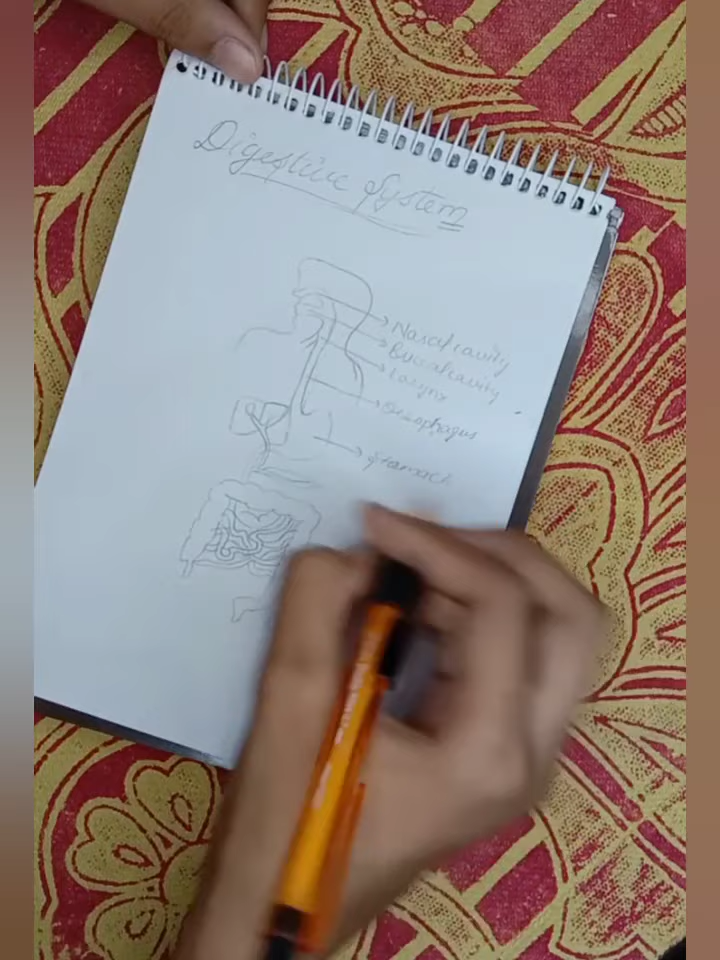 Digestive System
Nasal cavity
Buccal cavity
Larynx
Oesophagus
Stomach